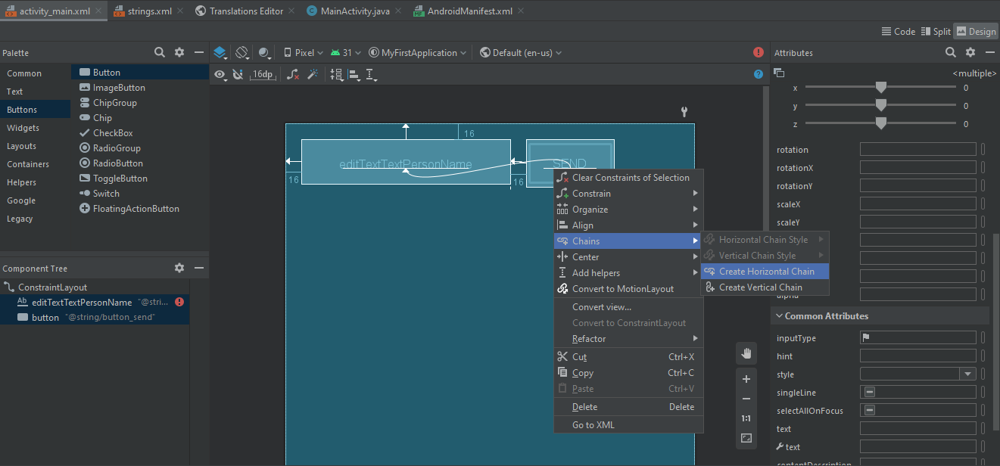 activity_main.xml
strings.xml
Translations Editor
MainActivity.java
AndroidManifest.xml
Code
Split
Design
Palette
Pixel
31
MyFirstApplication
Default (en-us)
Attributes
16dp
<multiple>
Common
Text
Buttons
Widgets
Layouts
Containers
Helpers
Google
Legacy
Button
ImageButton
ChipGroup
Chip
CheckBox
RadioGroup
RadioButton
ToggleButton
Switch
FloatingActionButton
Component Tree
ConstraintLayout
Ab editTextTextPersonName "@stri...
button "@string/button_send"
16
editTextTextPersonName
SEND
16
16
Clear Constraints of Selection
Constrain
Organize
Align
Chains
Center
Add helpers
Convert to MotionLayout
Convert view...
Convert to ConstraintLayout
Refactor
Cut Ctrl+X
Copy Ctrl+C
Paste Ctrl+V
Delete Delete
Go to XML
Horizontal Chain Style
Vertical Chain Style
Create Horizontal Chain
Create Vertical Chain
1:1
x 0
y 0
z 0
rotation
rotationX
rotationY
scaleX
scaleY
alpha
Common Attributes
inputType
hint
style
singleLine
selectAllOnFocus
text
text
contentDescription